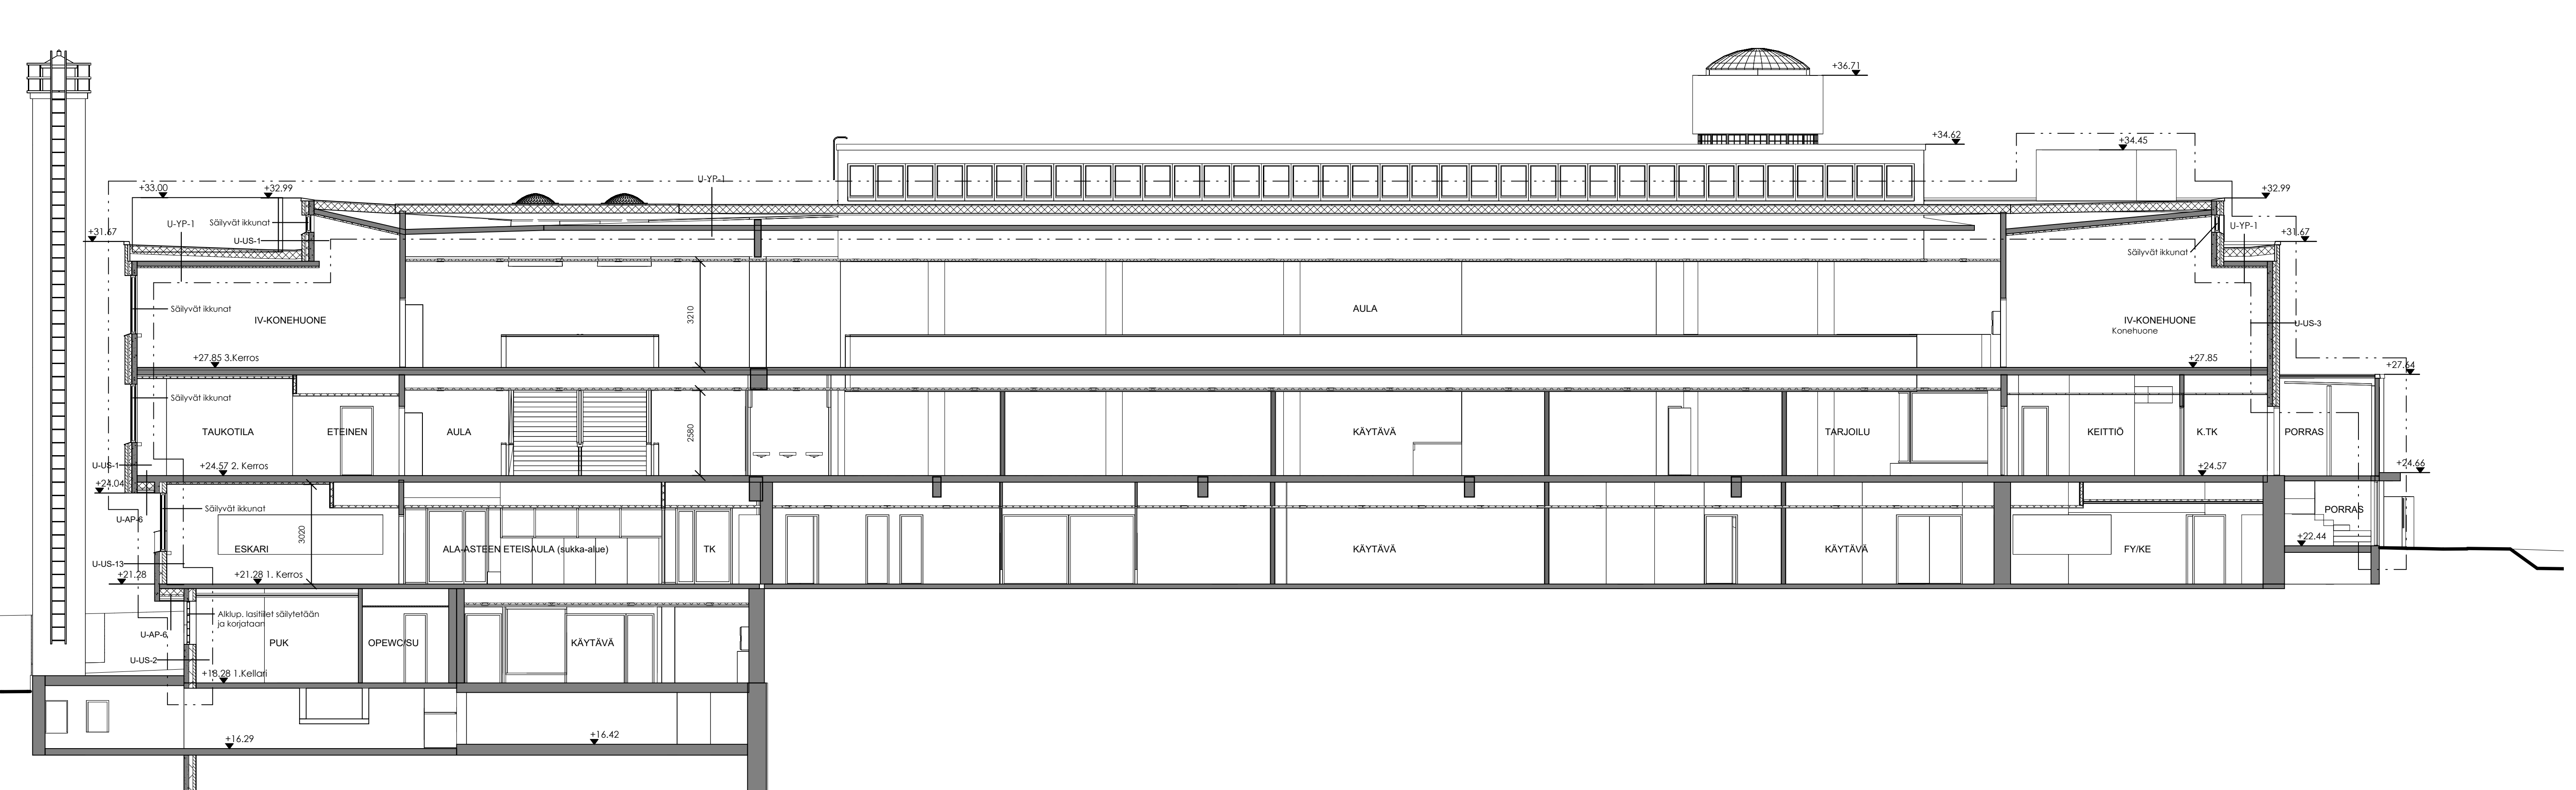 +36.71
+34.62
+34.45
+33.00
+32.99
U-YP-1
+32.99
Säilyvät ikkunat
U-YP-1
U-US-1
+31.67
U-YP-1
+31.67
Säilyvät ikkunat
Säilyvät ikkunat
IV-KONEHUONE
3210
AULA
IV-KONEHUONE
Konehuone
U-US-3
+27.85 3.Kerros
+27.85
+27.64
Säilyvät ikkunat
TAUKOTILA
ETEINEN
AULA
2580
KÄYTÄVÄ
TARJOILU
KEITTIÖ
K.TK
PORRAS
U-US-1
+24.57 2. Kerros
+24.57
+24.66
+24.04
U-AP-6
Säilyvät ikkunat
3020
PORRAS
ESKARI
ALA-ASTEEN ETEISAULA (sukka-alue)
TK
KÄYTÄVÄ
KÄYTÄVÄ
FY/KE
+22.44
U-US-13
+21.28
+21.28 1. Kerros
Alklup. lasitiilet säilytetään
ja korjataan
U-AP-6
PUK
OPEWC/SU
KÄYTÄVÄ
U-US-2
+18.28 1.Kellari
+16.29
+16.42